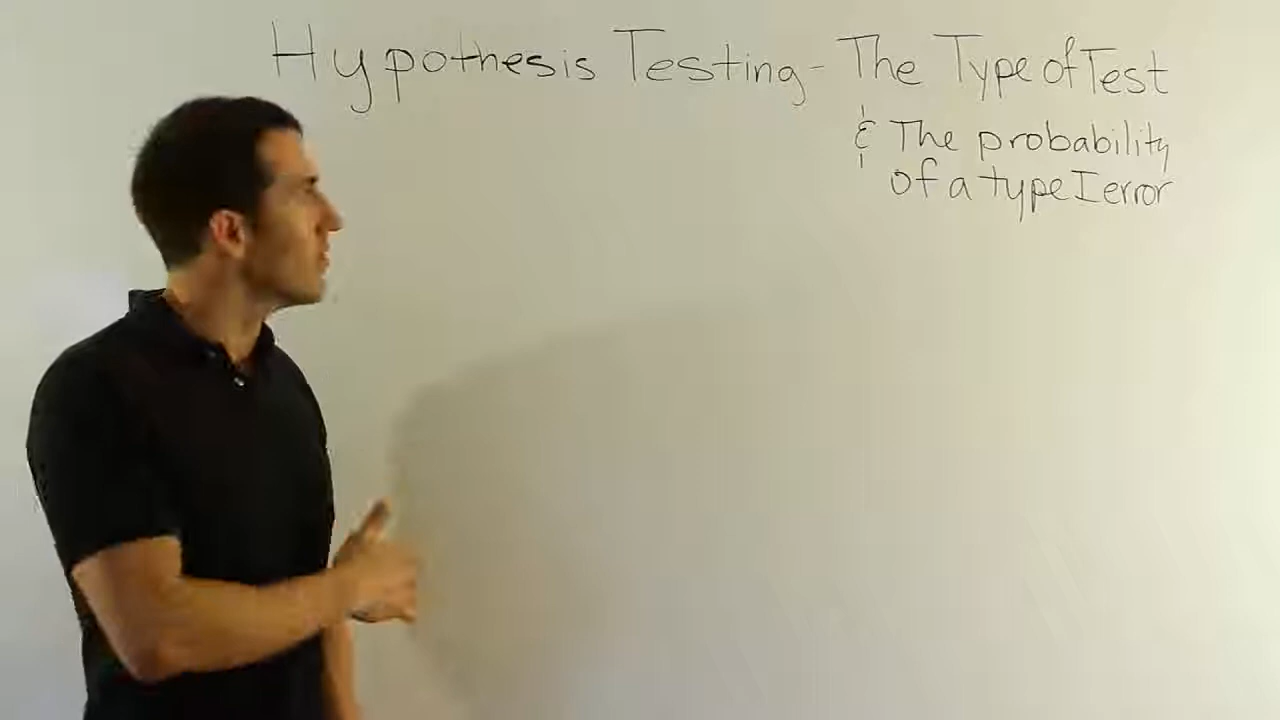 Hypothesis Testing - The Type of Test
& The probability
of a type I error